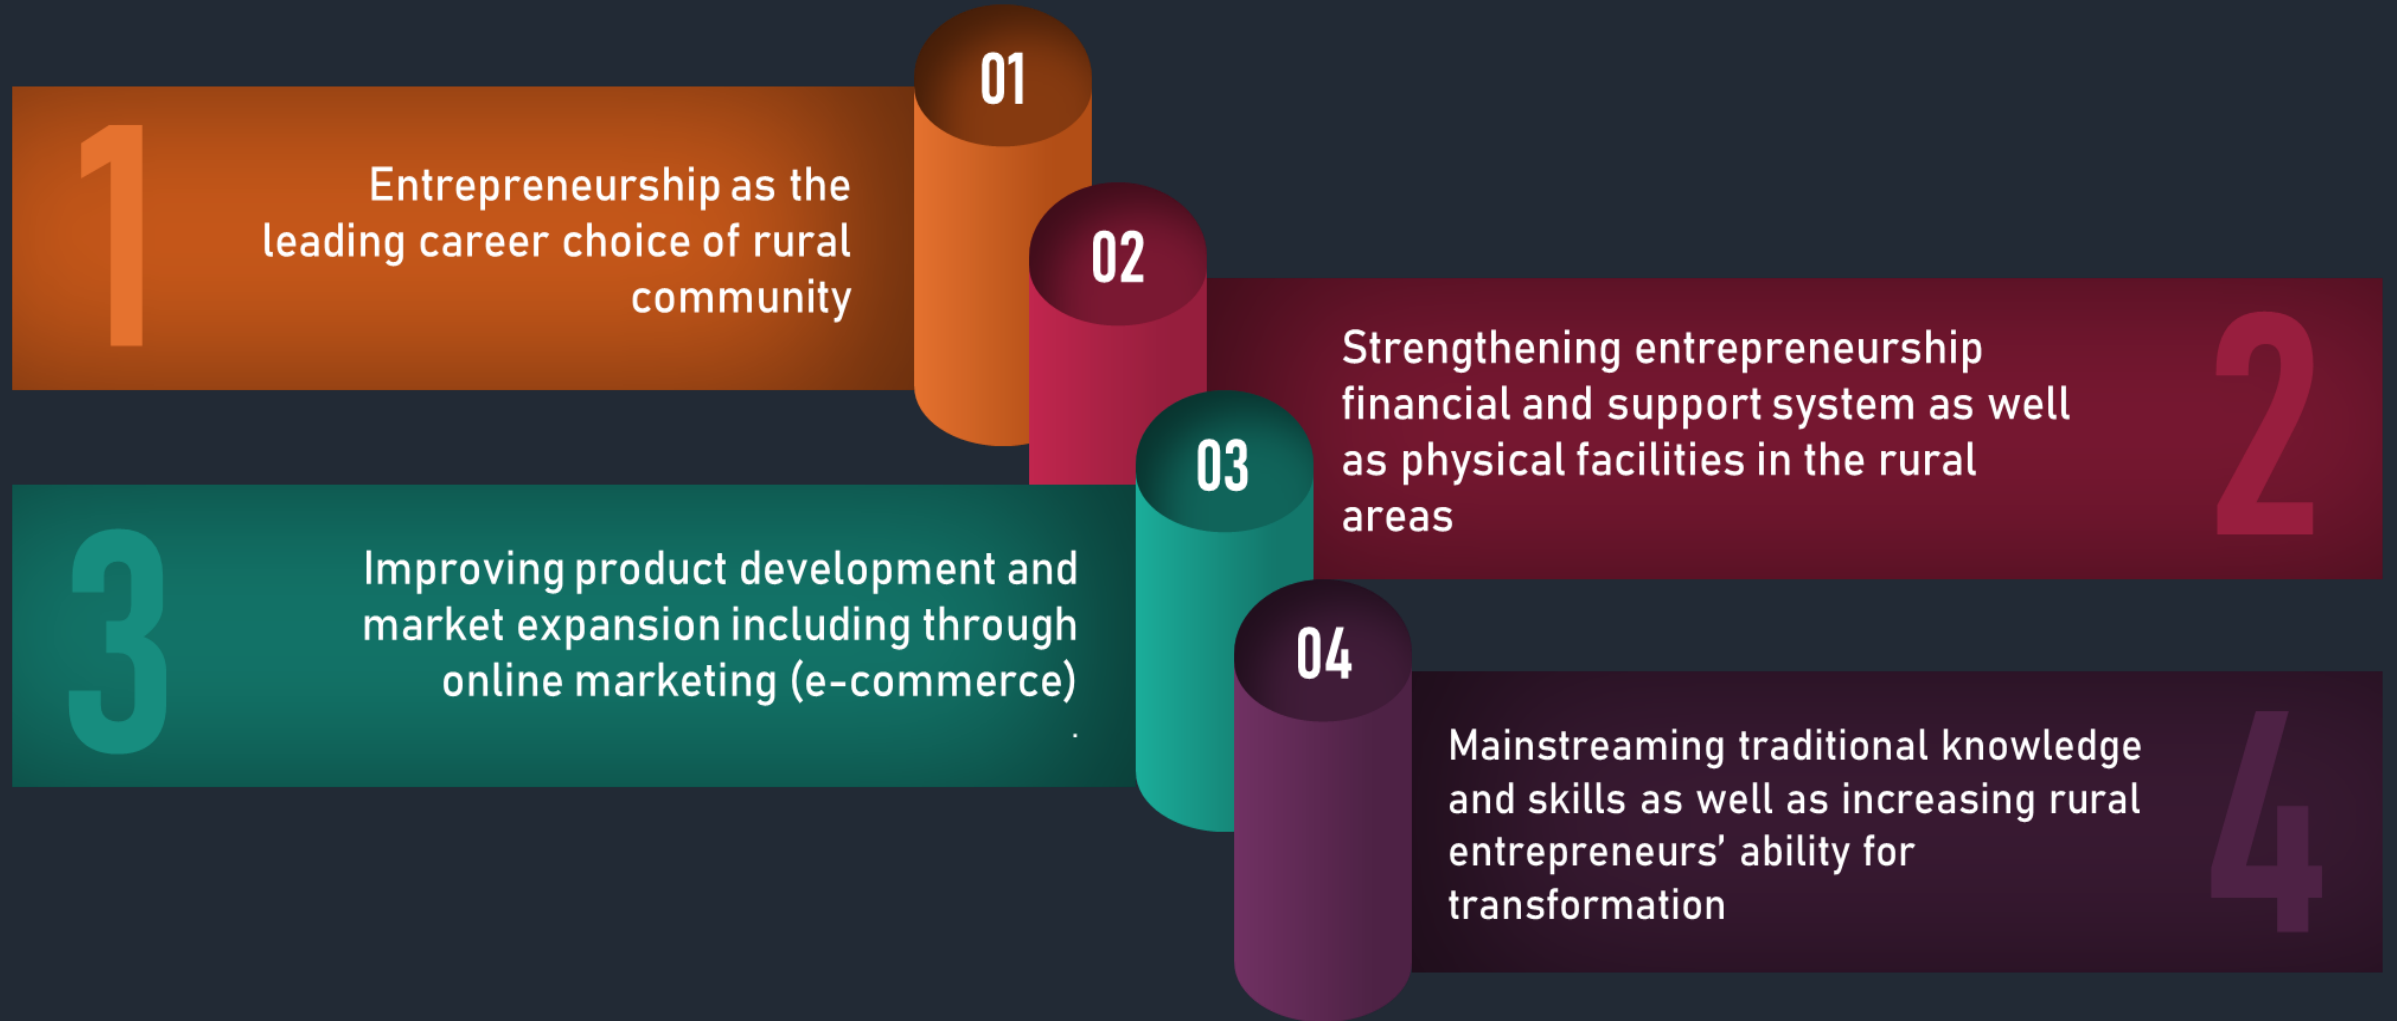 01
1
Entrepreneurship as the
leading career choice of rural
community
02
2
Strengthening entrepreneurship
financial and support system as well
as physical facilities in the rural
areas
03
3
Improving product development and
market expansion including through
online marketing (e-commerce)
.
04
4
Mainstreaming traditional knowledge
and skills as well as increasing rural
entrepreneurs’ ability for
transformation